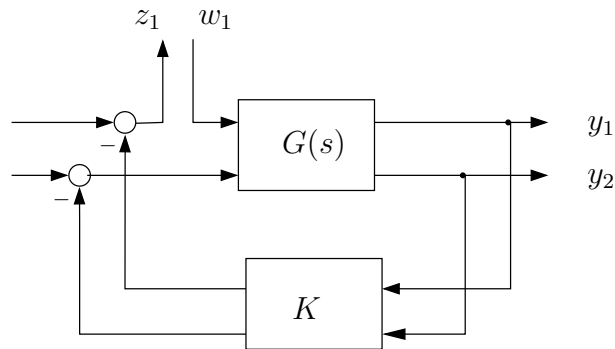 z₁ w₁
G(s) y₁
−
y₂
−
K